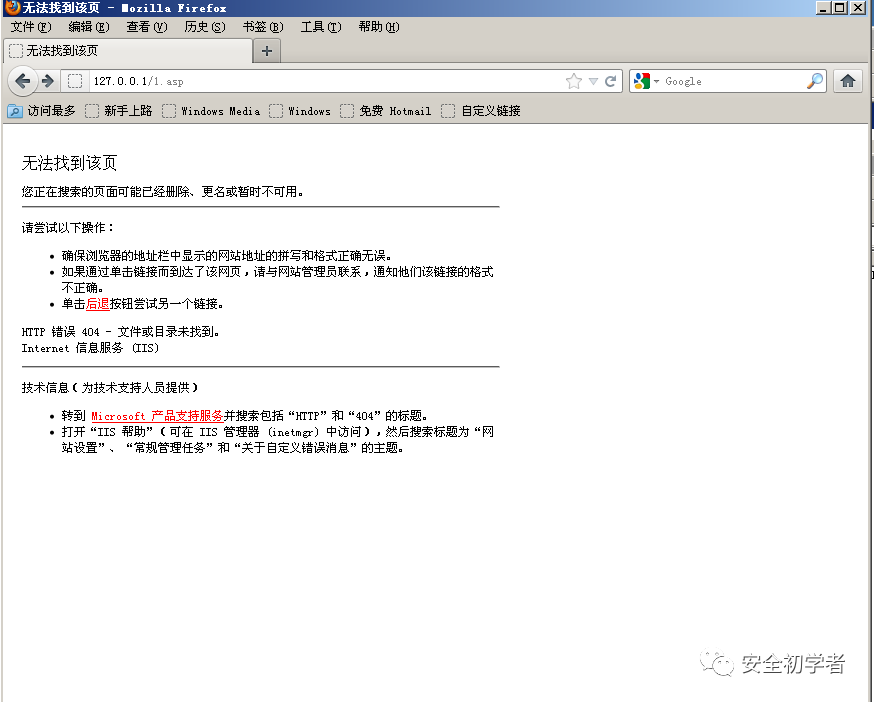 无法找到该页 - Mozilla Firefox
文件(F) 编辑(E) 查看(V) 历史(S) 书签(B) 工具(T) 帮助(H)
无法找到该页
127.0.0.1/1.asp Google
访问最多 新手上路 Windows Media Windows 免费 Hotmail 自定义链接
无法找到该页
您正在搜索的页面可能已经删除、更名或暂时不可用。
请尝试以下操作：
• 确保浏览器的地址栏中显示的网站地址的拼写和格式正确无误。
• 如果通过单击链接而到达了该网页，请与网站管理员联系，通知他们该链接的格式
不正确。
• 单击后退按钮尝试另一个链接。
HTTP 错误 404 - 文件或目录未找到。
Internet 信息服务 (IIS)
技术信息（为技术支持人员提供）
• 转到 Microsoft 产品支持服务并搜索包括“HTTP”和“404”的标题。
• 打开“IIS 帮助”（可在 IIS 管理器 (inetmgr) 中访问），然后搜索标题为“网
站设置”、“常规管理任务”和“关于自定义错误消息”的主题。
安全初学者